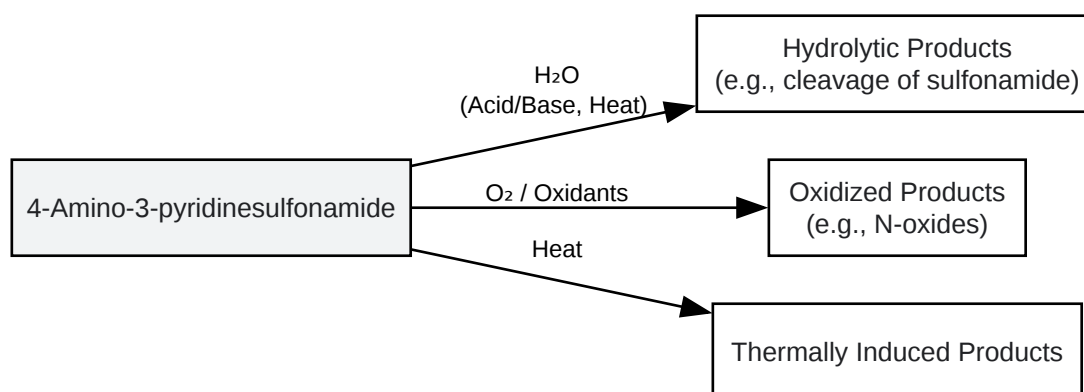 Hydrolytic Products
(e.g., cleavage of sulfonamide)
H₂O
(Acid/Base, Heat)
4-Amino-3-pyridinesulfonamide
O₂ / Oxidants
Oxidized Products
(e.g., N-oxides)
Heat
Thermally Induced Products